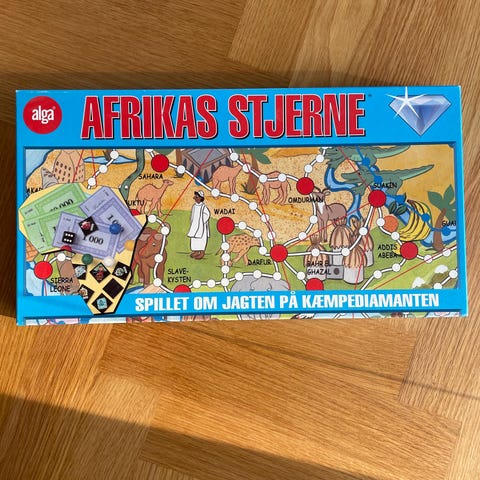 alga
AFRIKAS STJERNE
SAHARA
OMDURMAN
SUAKIN
WADAI
DARFUR
BAHR EL
GHAZAL
ADDIS
ABEBA
SLAVE-
KYSTEN
SIERRA
LEONE
SPILLET OM JAGTEN PÅ KÆMPEDIAMANTEN